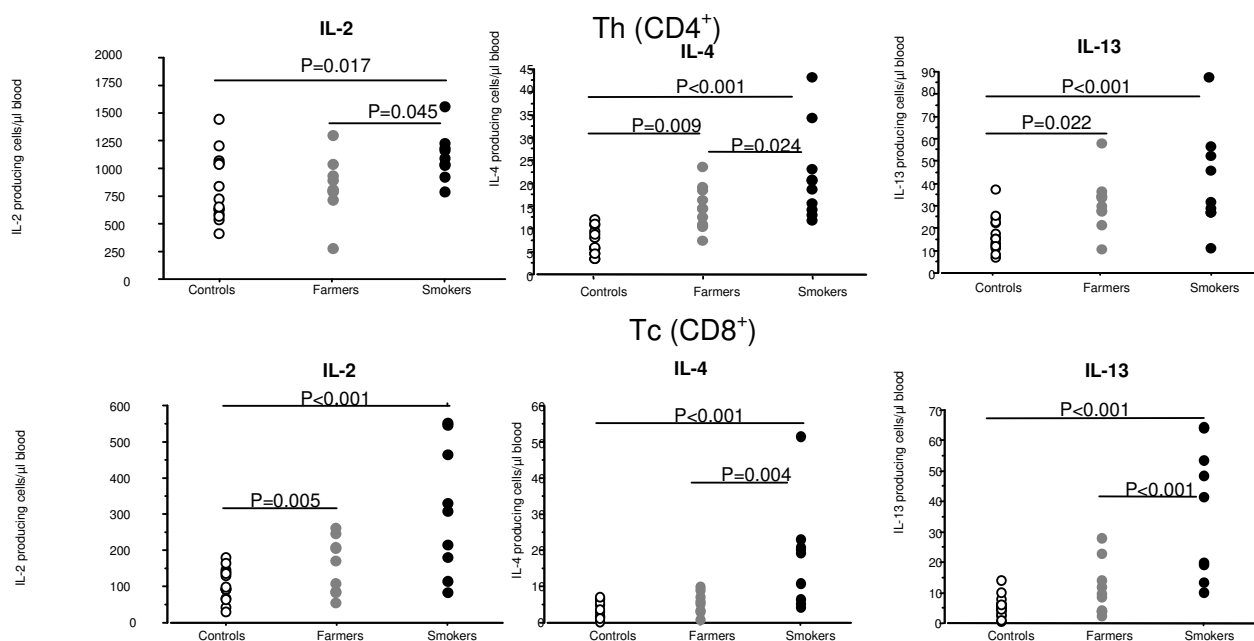 Th (CD4+)
IL-2
IL-2 producing cells/µl blood
2000
1750
1500
1250
1000
750
500
250
0
P=0.017
P=0.045
Controls Farmers Smokers
IL-4
IL-4 producing cells/µl blood
45
40
35
30
25
20
15
10
5
0
P<0.001
P=0.009
P=0.024
Controls Farmers Smokers
IL-13
IL-13 producing cells/µl blood
90
80
70
60
50
40
30
20
10
0
P<0.001
P=0.022
Controls Farmers Smokers
Tc (CD8+)
IL-2
IL-2 producing cells/µl blood
600
500
400
300
200
100
0
P<0.001
P=0.005
Controls Farmers Smokers
IL-4
IL-4 producing cells/µl blood
60
50
40
30
20
10
0
P<0.001
P=0.004
Controls Farmers Smokers
IL-13
IL-13 producing cells/µl blood
70
60
50
40
30
20
10
0
P<0.001
P<0.001
Controls Farmers Smokers